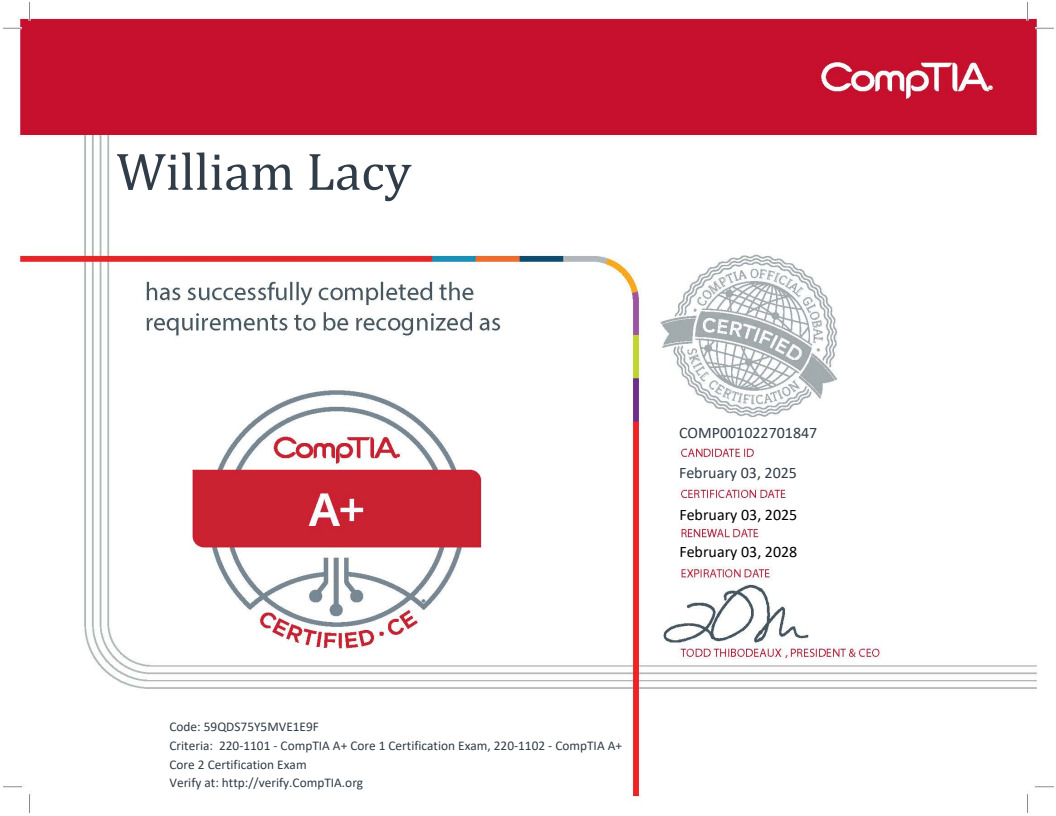 CompTIA.
William Lacy
has successfully completed the
requirements to be recognized as
COMPTIA OFFICIAL GLOBAL
CERTIFIED
SKILL CERTIFICATION
CompTIA.
A+
CERTIFIED · CE
COMP001022701847
CANDIDATE ID
February 03, 2025
CERTIFICATION DATE
February 03, 2025
RENEWAL DATE
February 03, 2028
EXPIRATION DATE
TODD THIBODEAUX , PRESIDENT & CEO
Code: 59QDS75Y5MVE1E9F
Criteria: 220-1101 - CompTIA A+ Core 1 Certification Exam, 220-1102 - CompTIA A+
Core 2 Certification Exam
Verify at: http://verify.CompTIA.org